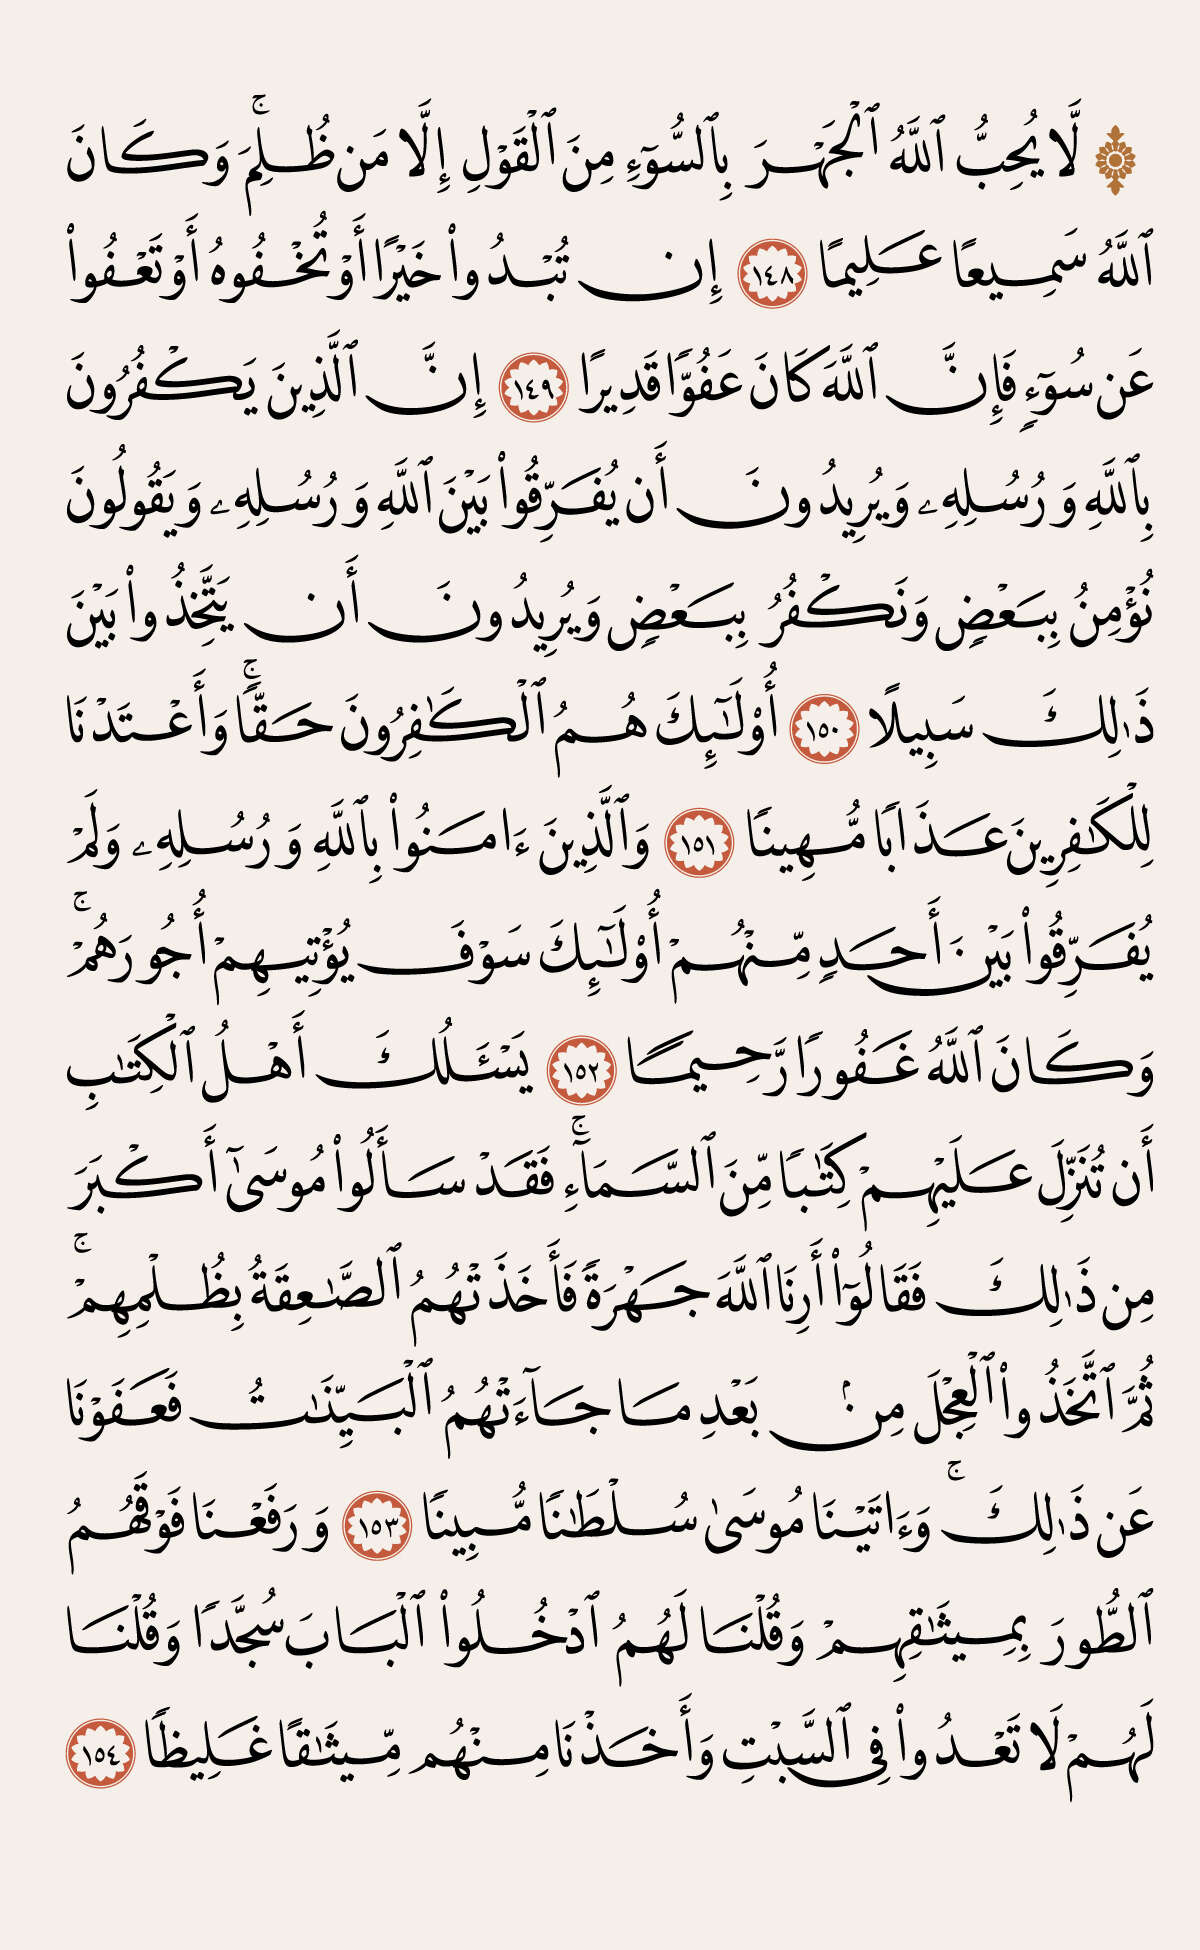 ۞ لَّا يُحِبُّ ٱللَّهُ ٱلْجَهْرَ بِٱلسُّوٓءِ مِنَ ٱلْقَوْلِ إِلَّا مَن ظُلِمَ ۚ وَكَانَ
ٱللَّهُ سَمِيعًا عَلِيمًا ١٤٨ إِن تُبْدُوا۟ خَيْرًا أَوْ تُخْفُوهُ أَوْ تَعْفُوا۟
عَن سُوٓءٍ فَإِنَّ ٱللَّهَ كَانَ عَفُوًّا قَدِيرًا ١٤٩ إِنَّ ٱلَّذِينَ يَكْفُرُونَ
بِٱللَّهِ وَرُسُلِهِۦ وَيُرِيدُونَ أَن يُفَرِّقُوا۟ بَيْنَ ٱللَّهِ وَرُسُلِهِۦ وَيَقُولُونَ
نُؤْمِنُ بِبَعْضٍ وَنَكْفُرُ بِبَعْضٍ وَيُرِيدُونَ أَن يَتَّخِذُوا۟ بَيْنَ
ذَٰلِكَ سَبِيلًا ١٥٠ أُو۟لَـٰٓئِكَ هُمُ ٱلْكَـٰفِرُونَ حَقًّا ۚ وَأَعْتَدْنَا
لِلْكَـٰفِرِينَ عَذَابًا مُّهِينًا ١٥١ وَٱلَّذِينَ ءَامَنُوا۟ بِٱللَّهِ وَرُسُلِهِۦ وَلَمْ
يُفَرِّقُوا۟ بَيْنَ أَحَدٍ مِّنْهُمْ أُو۟لَـٰٓئِكَ سَوْفَ يُؤْتِيهِمْ أُجُورَهُمْ ۚ
وَكَانَ ٱللَّهُ غَفُورًا رَّحِيمًا ١٥٢ يَسْـَٔلُكَ أَهْلُ ٱلْكِتَـٰبِ
أَن تُنَزِّلَ عَلَيْهِمْ كِتَـٰبًا مِّنَ ٱلسَّمَآءِ ۚ فَقَدْ سَأَلُوا۟ مُوسَىٰٓ أَكْبَرَ
مِن ذَٰلِكَ فَقَالُوٓا۟ أَرِنَا ٱللَّهَ جَهْرَةً فَأَخَذَتْهُمُ ٱلصَّـٰعِقَةُ بِظُلْمِهِمْ ۚ
ثُمَّ ٱتَّخَذُوا۟ ٱلْعِجْلَ مِنۢ بَعْدِ مَا جَآءَتْهُمُ ٱلْبَيِّنَـٰتُ فَعَفَوْنَا
عَن ذَٰلِكَ ۚ وَءَاتَيْنَا مُوسَىٰ سُلْطَـٰنًا مُّبِينًا ١٥٣ وَرَفَعْنَا فَوْقَهُمُ
ٱلطُّورَ بِمِيثَـٰقِهِمْ وَقُلْنَا لَهُمُ ٱدْخُلُوا۟ ٱلْبَابَ سُجَّدًا وَقُلْنَا
لَهُمْ لَا تَعْدُوا۟ فِى ٱلسَّبْتِ وَأَخَذْنَا مِنْهُم مِّيثَـٰقًا غَلِيظًا ١٥٤